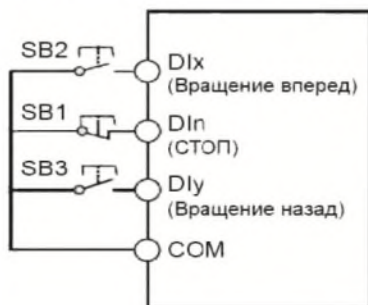 SB2
DIx
(Вращение вперед)
SB1
DIn
(СТОП)
SB3
DIy
(Вращение назад)
COM